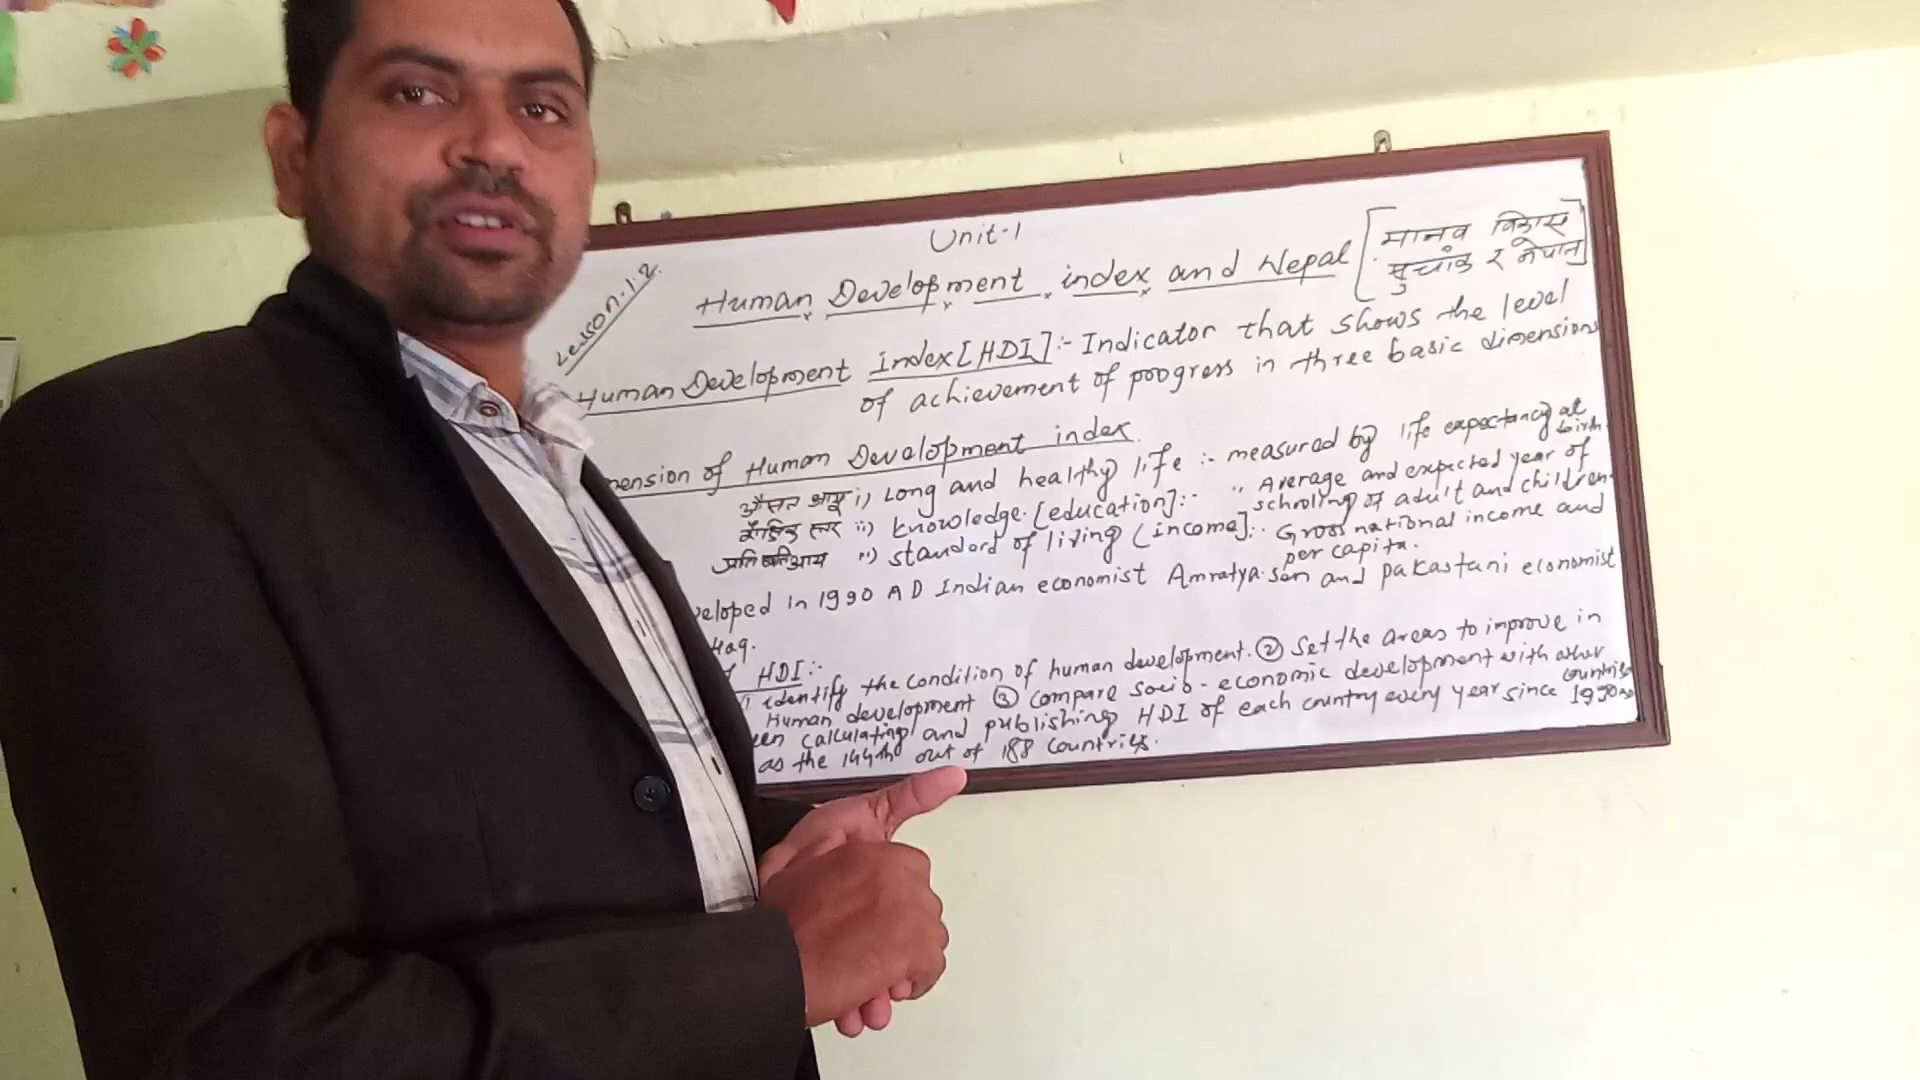 Unit-1
Lesson.1.2
Human Development index and Nepal [मानव विकास
सुचांक र नेपाल]
Human Development Index [HDI]:- Indicator that shows the level
of achievement of progress in three basic dimensions
mension of Human Development index
औसत आयु i) Long and healthy life :- measured by life expectancy at birth.
शैक्षिक स्तर ii) knowledge. [education]:- " Average and expected year of
schrolling of adult and children.
प्रति व्यक्ति आय ") standard of living (income]:. Gross national income and
per capita.
veloped in 1990 AD Indian economist Amratya sen and pakastani economist
Haq.
f HDI:-
identify the condition of human development. ② Set the areas to improve in
Human development ③ compare socio-economic development with other countries
een calculating and publishing HDI of each country every year since 1990
as the 144th out of 188 countries.